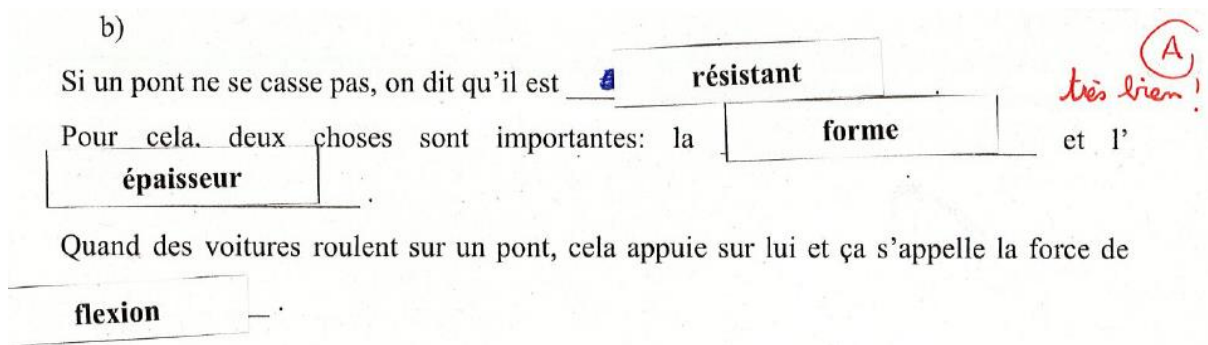 b)
Si un pont ne se casse pas, on dit qu'il est résistant.
A
très bien !
Pour cela, deux choses sont importantes: la forme et l'
épaisseur.
Quand des voitures roulent sur un pont, cela appuie sur lui et ça s'appelle la force de
flexion.